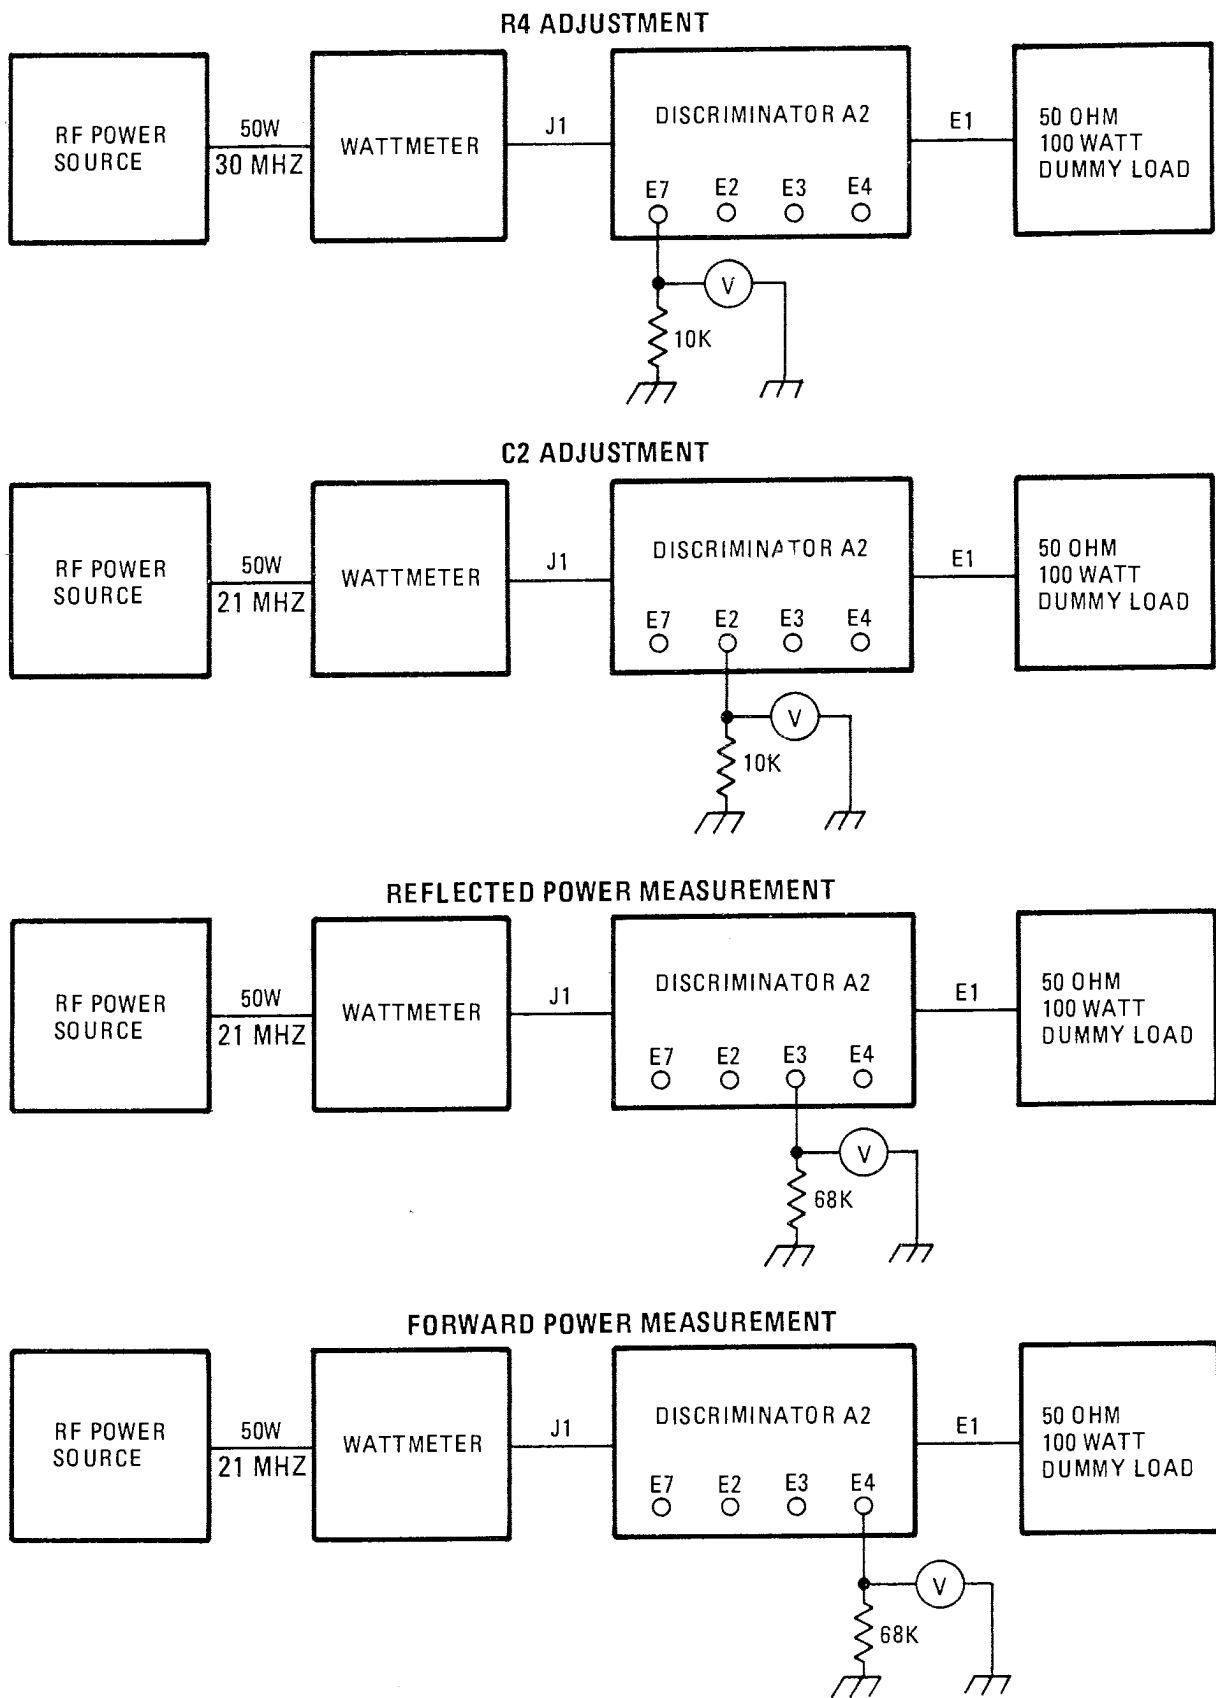 R4 ADJUSTMENT
RF POWER
SOURCE
50W
30 MHZ
WATTMETER
J1
DISCRIMINATOR A2
E7 E2 E3 E4
E1
50 OHM
100 WATT
DUMMY LOAD
V
10K
C2 ADJUSTMENT
RF POWER
SOURCE
50W
21 MHZ
WATTMETER
J1
DISCRIMINATOR A2
E7 E2 E3 E4
E1
50 OHM
100 WATT
DUMMY LOAD
V
10K
REFLECTED POWER MEASUREMENT
RF POWER
SOURCE
50W
21 MHZ
WATTMETER
J1
DISCRIMINATOR A2
E7 E2 E3 E4
E1
50 OHM
100 WATT
DUMMY LOAD
V
68K
FORWARD POWER MEASUREMENT
RF POWER
SOURCE
50W
21 MHZ
WATTMETER
J1
DISCRIMINATOR A2
E7 E2 E3 E4
E1
50 OHM
100 WATT
DUMMY LOAD
V
68K